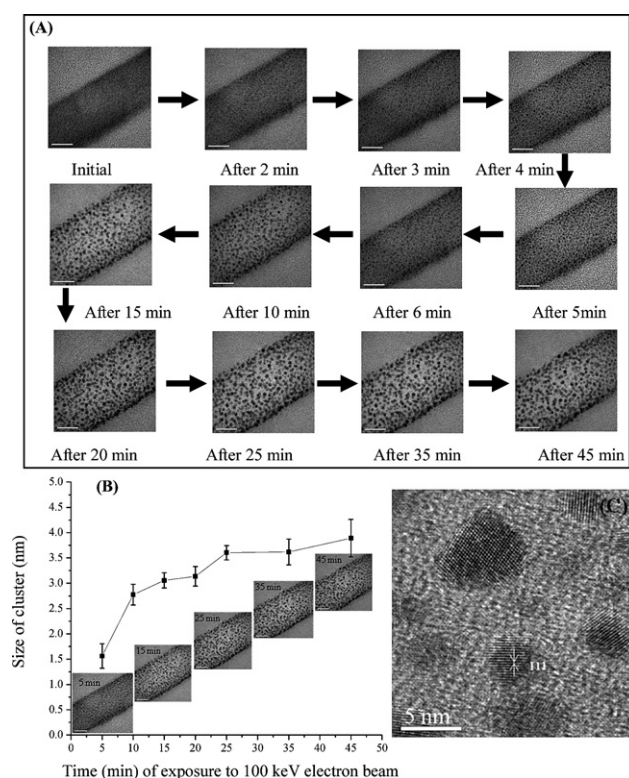 (A)
Initial
After 2 min
After 3 min
After 4 min
After 15 min
After 10 min
After 6 min
After 5min
After 20 min
After 25 min
After 35 min
After 45 min
(B)
Size of cluster (nm)
5.0
4.5
4.0
3.5
3.0
2.5
2.0
1.5
1.0
0.5
0.0
5 min
15 min
25 min
35 min
45 min
0 5 10 15 20 25 30 35 40 45 50
Time (min) of exposure to 100 keV electron beam
(C)
m
5 nm